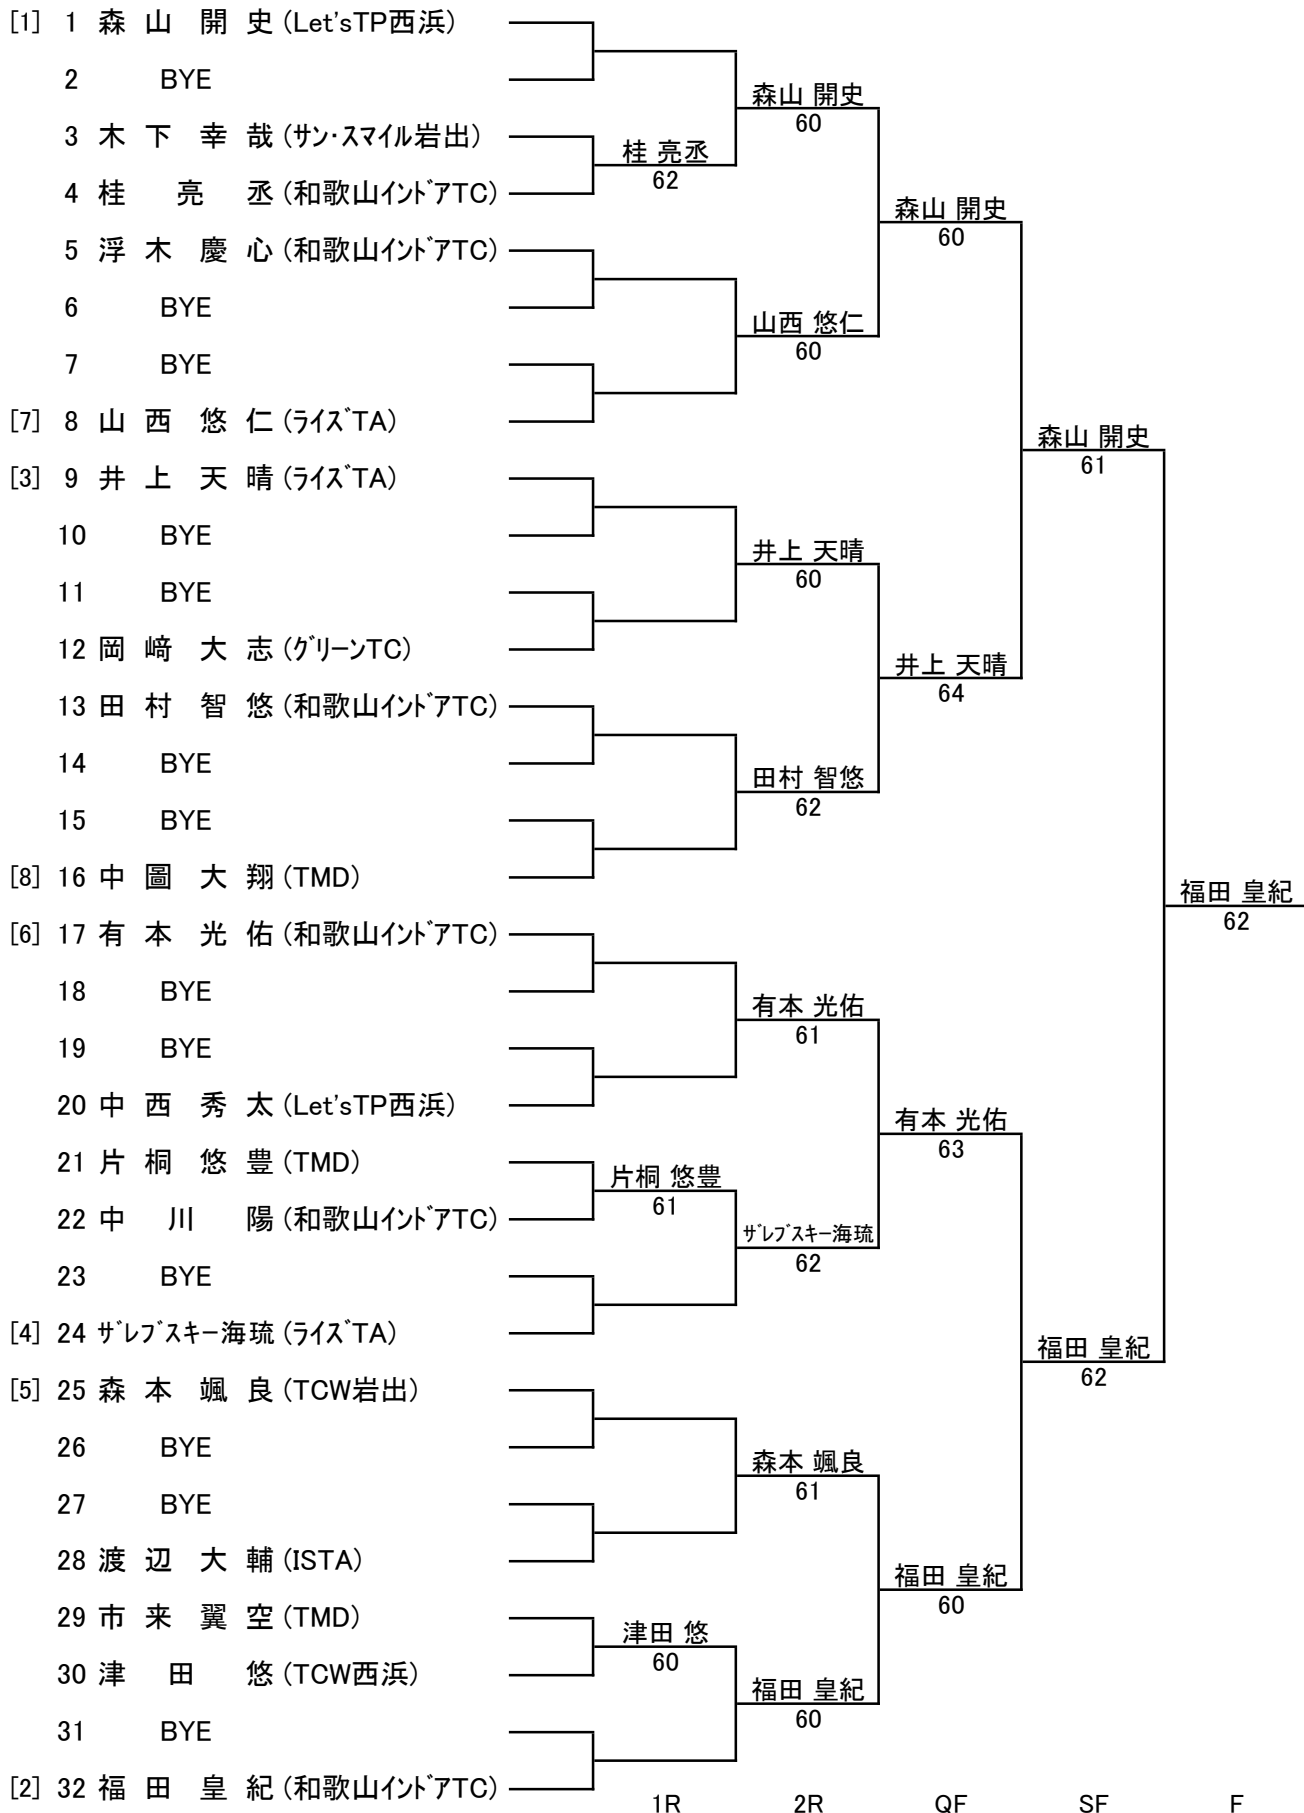 [1] 1 森 山 開 史 (Let'sTP西浜)
2 BYE
森山 開史
60
3 木 下 幸 哉 (サン・スマイル岩出)
桂 亮丞
62
4 桂 亮 丞 (和歌山インドアTC)
森山 開史
60
5 浮 木 慶 心 (和歌山インドアTC)
6 BYE
山西 悠仁
60
7 BYE
[7] 8 山 西 悠 仁 (ライズTA)
森山 開史
61
[3] 9 井 上 天 晴 (ライズTA)
10 BYE
井上 天晴
60
11 BYE
12 岡 﨑 大 志 (グリーンTC)
井上 天晴
64
13 田 村 智 悠 (和歌山インドアTC)
14 BYE
田村 智悠
62
15 BYE
[8] 16 中 圖 大 翔 (TMD)
福田 皇紀
62
[6] 17 有 本 光 佑 (和歌山インドアTC)
18 BYE
有本 光佑
61
19 BYE
20 中 西 秀 太 (Let'sTP西浜)
有本 光佑
63
21 片 桐 悠 豊 (TMD)
片桐 悠豊
61
22 中 川 陽 (和歌山インドアTC)
ザレブスキー海琉
62
23 BYE
[4] 24 ザレブスキー海琉 (ライズTA)
福田 皇紀
62
[5] 25 森 本 颯 良 (TCW岩出)
26 BYE
森本 颯良
61
27 BYE
28 渡 辺 大 輔 (ISTA)
福田 皇紀
60
29 市 来 翼 空 (TMD)
津田 悠
60
30 津 田 悠 (TCW西浜)
福田 皇紀
60
31 BYE
[2] 32 福 田 皇 紀 (和歌山インドアTC)
1R 2R QF SF F